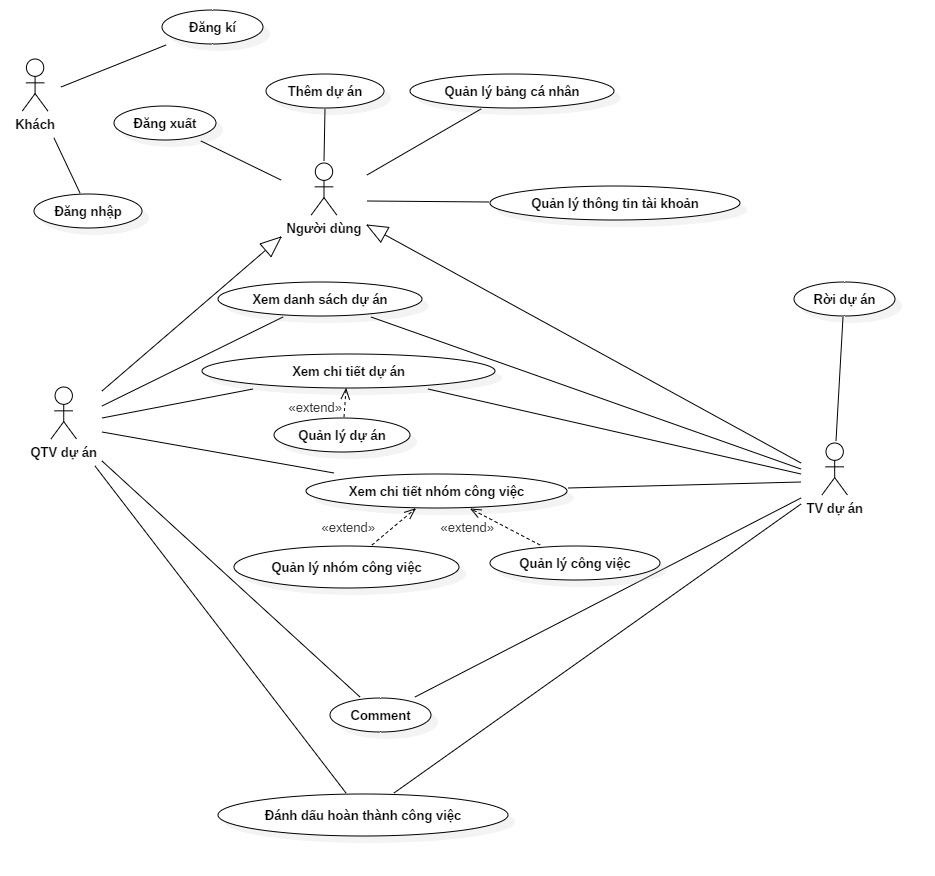 Đăng kí
Khách
Thêm dự án
Quản lý bảng cá nhân
Đăng xuất
Đăng nhập
Quản lý thông tin tài khoản
Người dùng
Xem danh sách dự án
Rời dự án
Xem chi tiết dự án
«extend»
Quản lý dự án
QTV dự án
Xem chi tiết nhóm công việc
TV dự án
«extend»
«extend»
Quản lý nhóm công việc
Quản lý công việc
Comment
Đánh dấu hoàn thành công việc